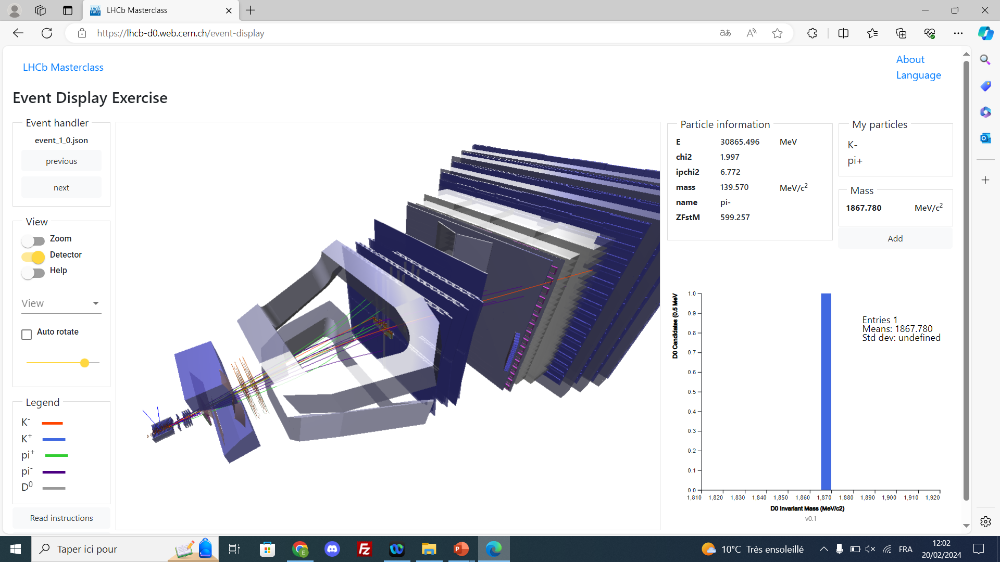 LHCb Masterclass
https://lhcb-d0.web.cern.ch/event-display
LHCb Masterclass
About
Language
Event Display Exercise
Event handler
event_1_0.json
previous
next
View
Zoom
Detector
Help
View
Auto rotate
Legend
K-
K+
pi+
pi-
D0
Read instructions
Particle information
E 30865.496 MeV
chi2 1.997
ipchi2 6.772
mass 139.570 MeV/c2
name pi-
ZFstM 599.257
My particles
K-
pi+
Mass
1867.780 MeV/c2
Add
D0 Candidates (0.5 MeV
1.0
0.9
0.8
0.7
0.6
0.5
0.4
0.3
0.2
0.1
0.0
Entries 1
Means: 1867.780
Std dev: undefined
1,810 1,820 1,830 1,840 1,850 1,860 1,870 1,880 1,890 1,900 1,910 1,920
D0 Invariant Mass (MeV/c2)
v0.1
Taper ici pour
10°C Très ensoleillé
FRA
12:02
20/02/2024